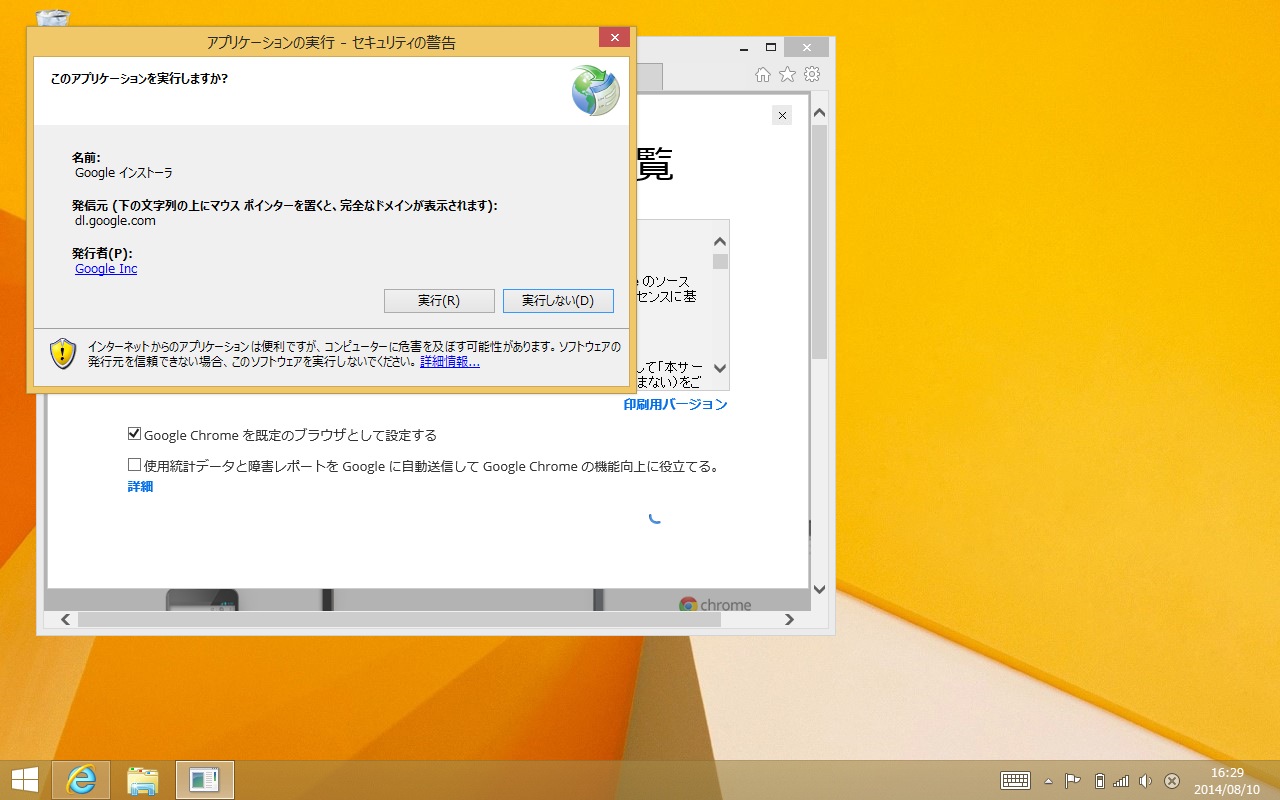 アプリケーションの実行 - セキュリティの警告
このアプリケーションを実行しますか?
名前:
Google インストーラ
発信元 (下の文字列の上にマウス ポインターを置くと、完全なドメインが表示されます):
dl.google.com
発行者(P):
Google Inc
実行(R)
実行しない(D)
インターネットからのアプリケーションは便利ですが、コンピューターに危害を及ぼす可能性があります。ソフトウェアの
発行元を信頼できない場合、このソフトウェアを実行しないでください。詳細情報...
覧
のソース
センスに基
して「本サー
まない)をご
印刷用バージョン
Google Chrome を既定のブラウザとして設定する
使用統計データと障害レポートを Google に自動送信して Google Chrome の機能向上に役立てる。
詳細
chrome
16:29
2014/08/10